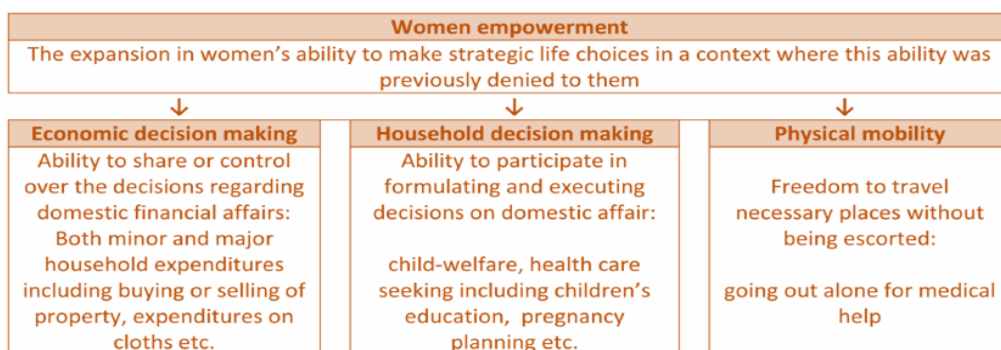 Women empowerment
The expansion in women's ability to make strategic life choices in a context where this ability was
previously denied to them
Economic decision making
Ability to share or control
over the decisions regarding
domestic financial affairs:
Both minor and major
household expenditures
including buying or selling of
property, expenditures on
cloths etc.
Household decision making
Ability to participate in
formulating and executing
decisions on domestic affair:
child-welfare, health care
seeking including children's
education, pregnancy
planning etc.
Physical mobility
Freedom to travel
necessary places without
being escorted:
going out alone for medical
help